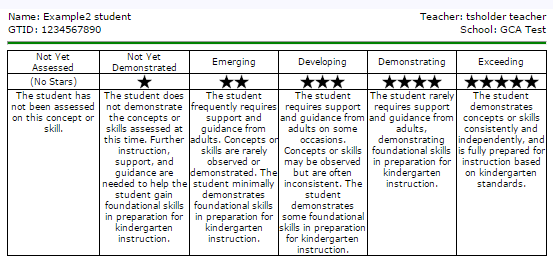 Name: Example2 student
Teacher: tsholder teacher
GTID: 1234567890
School: GCA Test
Not Yet
Assessed
Not Yet
Demonstrated
Emerging
Developing
Demonstrating
Exceeding
(No Stars)
★
★★
★★★
★★★★
★★★★★
The student has
not been assessed
on this concept or
skill.
The student does
not demonstrate
the concepts or
skills assessed at
this time. Further
instruction,
support, and
guidance are
needed to help the
student gain
foundational skills
in preparation for
kindergarten
instruction.
The student
frequently requires
support and
guidance from
adults. Concepts or
skills are rarely
observed or
demonstrated. The
student minimally
demonstrates
foundational skills
in preparation for
kindergarten
instruction.
The student
requires support
and guidance from
adults on some
occasions.
Concepts or skills
may be observed
but are often
inconsistent. The
student
demonstrates
some foundational
skills in preparation
for kindergarten
instruction.
The student rarely
requires support
and guidance from
adults,
demonstrating
foundational skills
in preparation for
kindergarten
instruction.
The student
demonstrates
concepts or skills
consistently and
independently, and
is fully prepared for
instruction based
on kindergarten
standards.